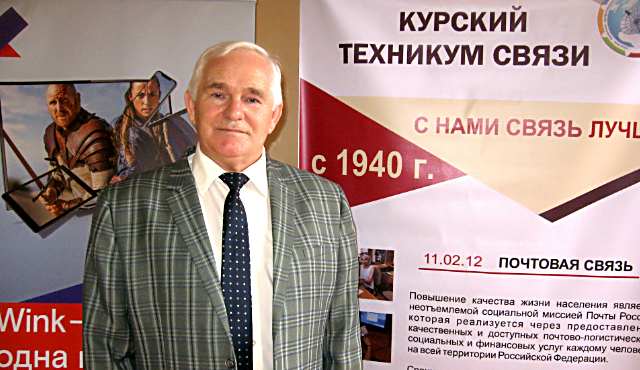 КУРСКИЙ
ТЕХНИКУМ СВЯЗИ
С НАМИ СВЯЗЬ ЛУЧШ
с 1940 г.
11.02.12 ПОЧТОВАЯ СВЯЗЬ
Повышение качества жизни населения являе
неотъемлемой социальной миссией Почты Росс
которая реализуется через предоставлен
качественных и доступных почтово-логистическ
социальных и финансовых услуг каждому челове
на всей территории Российской Федерации.
Wink –
одна